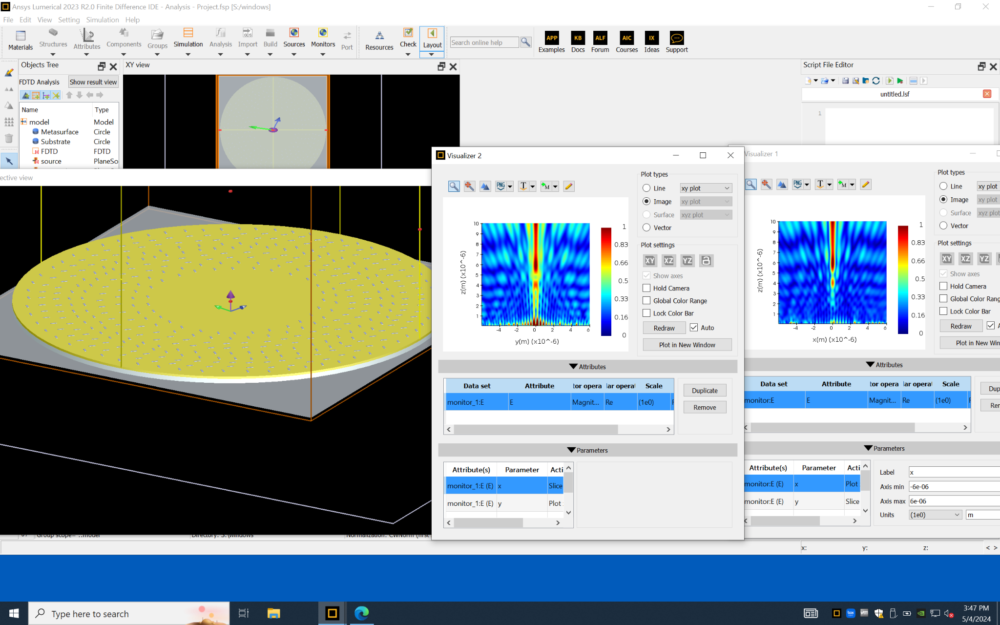 Ansys Lumerical 2023 R2.0 Finite Difference IDE - Analysis - Project.fsp [S:/windows]
File Edit View Setting Simulation Help
Materials Structures Attributes Components Groups Simulation Analysis Import Build Sources Monitors Port Resources Check Layout
GDS
Search online help
APP KB ALF AIC IX
Examples Docs Forum Courses Ideas Support
Objects Tree
FDTD Analysis Show result view
Name Type
model Model
Metasurface Circle
Substrate Circle
FDTD FDTD
source PlaneSo
XY view
Script File Editor
untitled.lsf
1
ective view
Visualizer 2
PNG T M
Plot types
Line xy plot
Image xy plot
Surface xyz plot
Vector
Plot settings
XY XZ YZ
Show axes
Hold Camera
Global Color Range
Lock Color Bar
Redraw Auto
Plot in New Window
z(m) (x10^-6)
10
9
8
7
6
5
4
3
2
1
-4 -2 0 2 4 6
y(m) (x10^-6)
1
0.83
0.66
0.5
0.33
0.16
0
Attributes
Data set Attribute tor opera lar operat Scale
monitor_1:E E Magnit... Re (1e0)
Duplicate
Remove
Parameters
Attribute(s) Parameter Acti
monitor_1:E (E) x Slice
monitor_1:E (E) y Plot
Visualizer 1
PNG T M
Plot types
Line xy plot
Image xy plot
Surface xyz plot
Vector
Plot settings
XY XZ YZ
Show axes
Hold Camera
Global Color Rang
Lock Color Bar
Redraw A
Plot in New Win
z(m) (x10^-6)
10
9
8
7
6
5
4
3
2
1
-4 -2 0 2 4 6
x(m) (x10^-6)
1
0.83
0.66
0.5
0.33
0.16
0
Attributes
Data set Attribute tor opera lar operat Scale
monitor:E E Magnit... Re (1e0)
Dup
Rer
Parameters
Attribute(s) Parameter Acti
monitor:E (E) x Plot
monitor:E (E) y Slice
Label x
Axis min -6e-06
Axis max 6e-06
Units (1e0) m
Group scope= ::model Directory: S:\windows Normalization: CWNorm (first
x: y: z: < >
Type here to search
box vm
3:47 PM
5/4/2024